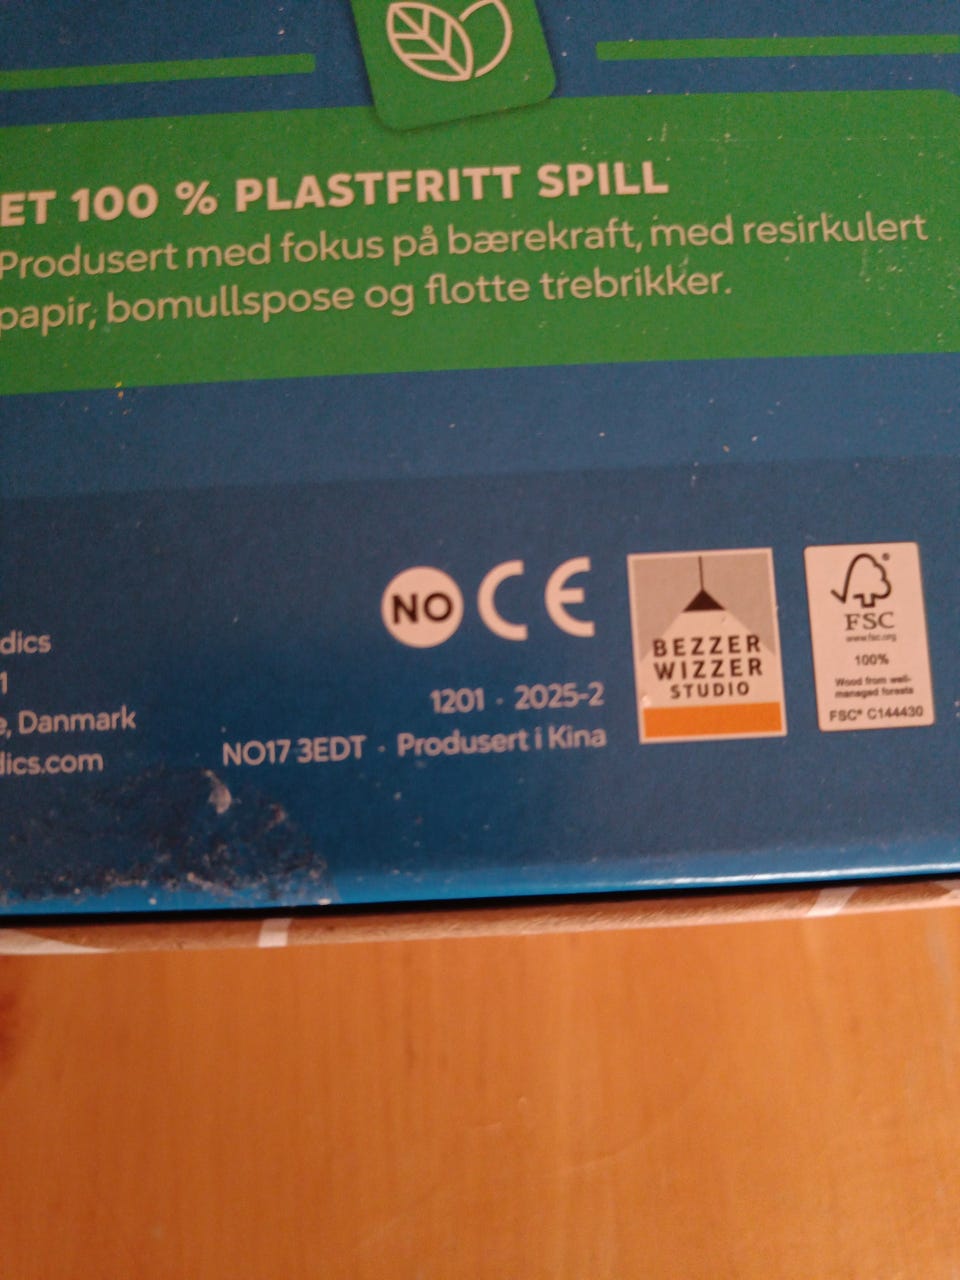 ET 100 % PLASTFRITT SPILL
Produsert med fokus på bærekraft, med resirkulert
papir, bomullspose og flotte trebrikker.
NO CE
BEZZER
WIZZER
STUDIO
FSC®
www.fsc.org
100%
Wood from well-
managed forests
FSC® C144430
dics
1
e, Danmark
dics.com
1201 · 2025-2
NO17 3EDT · Produsert i Kina